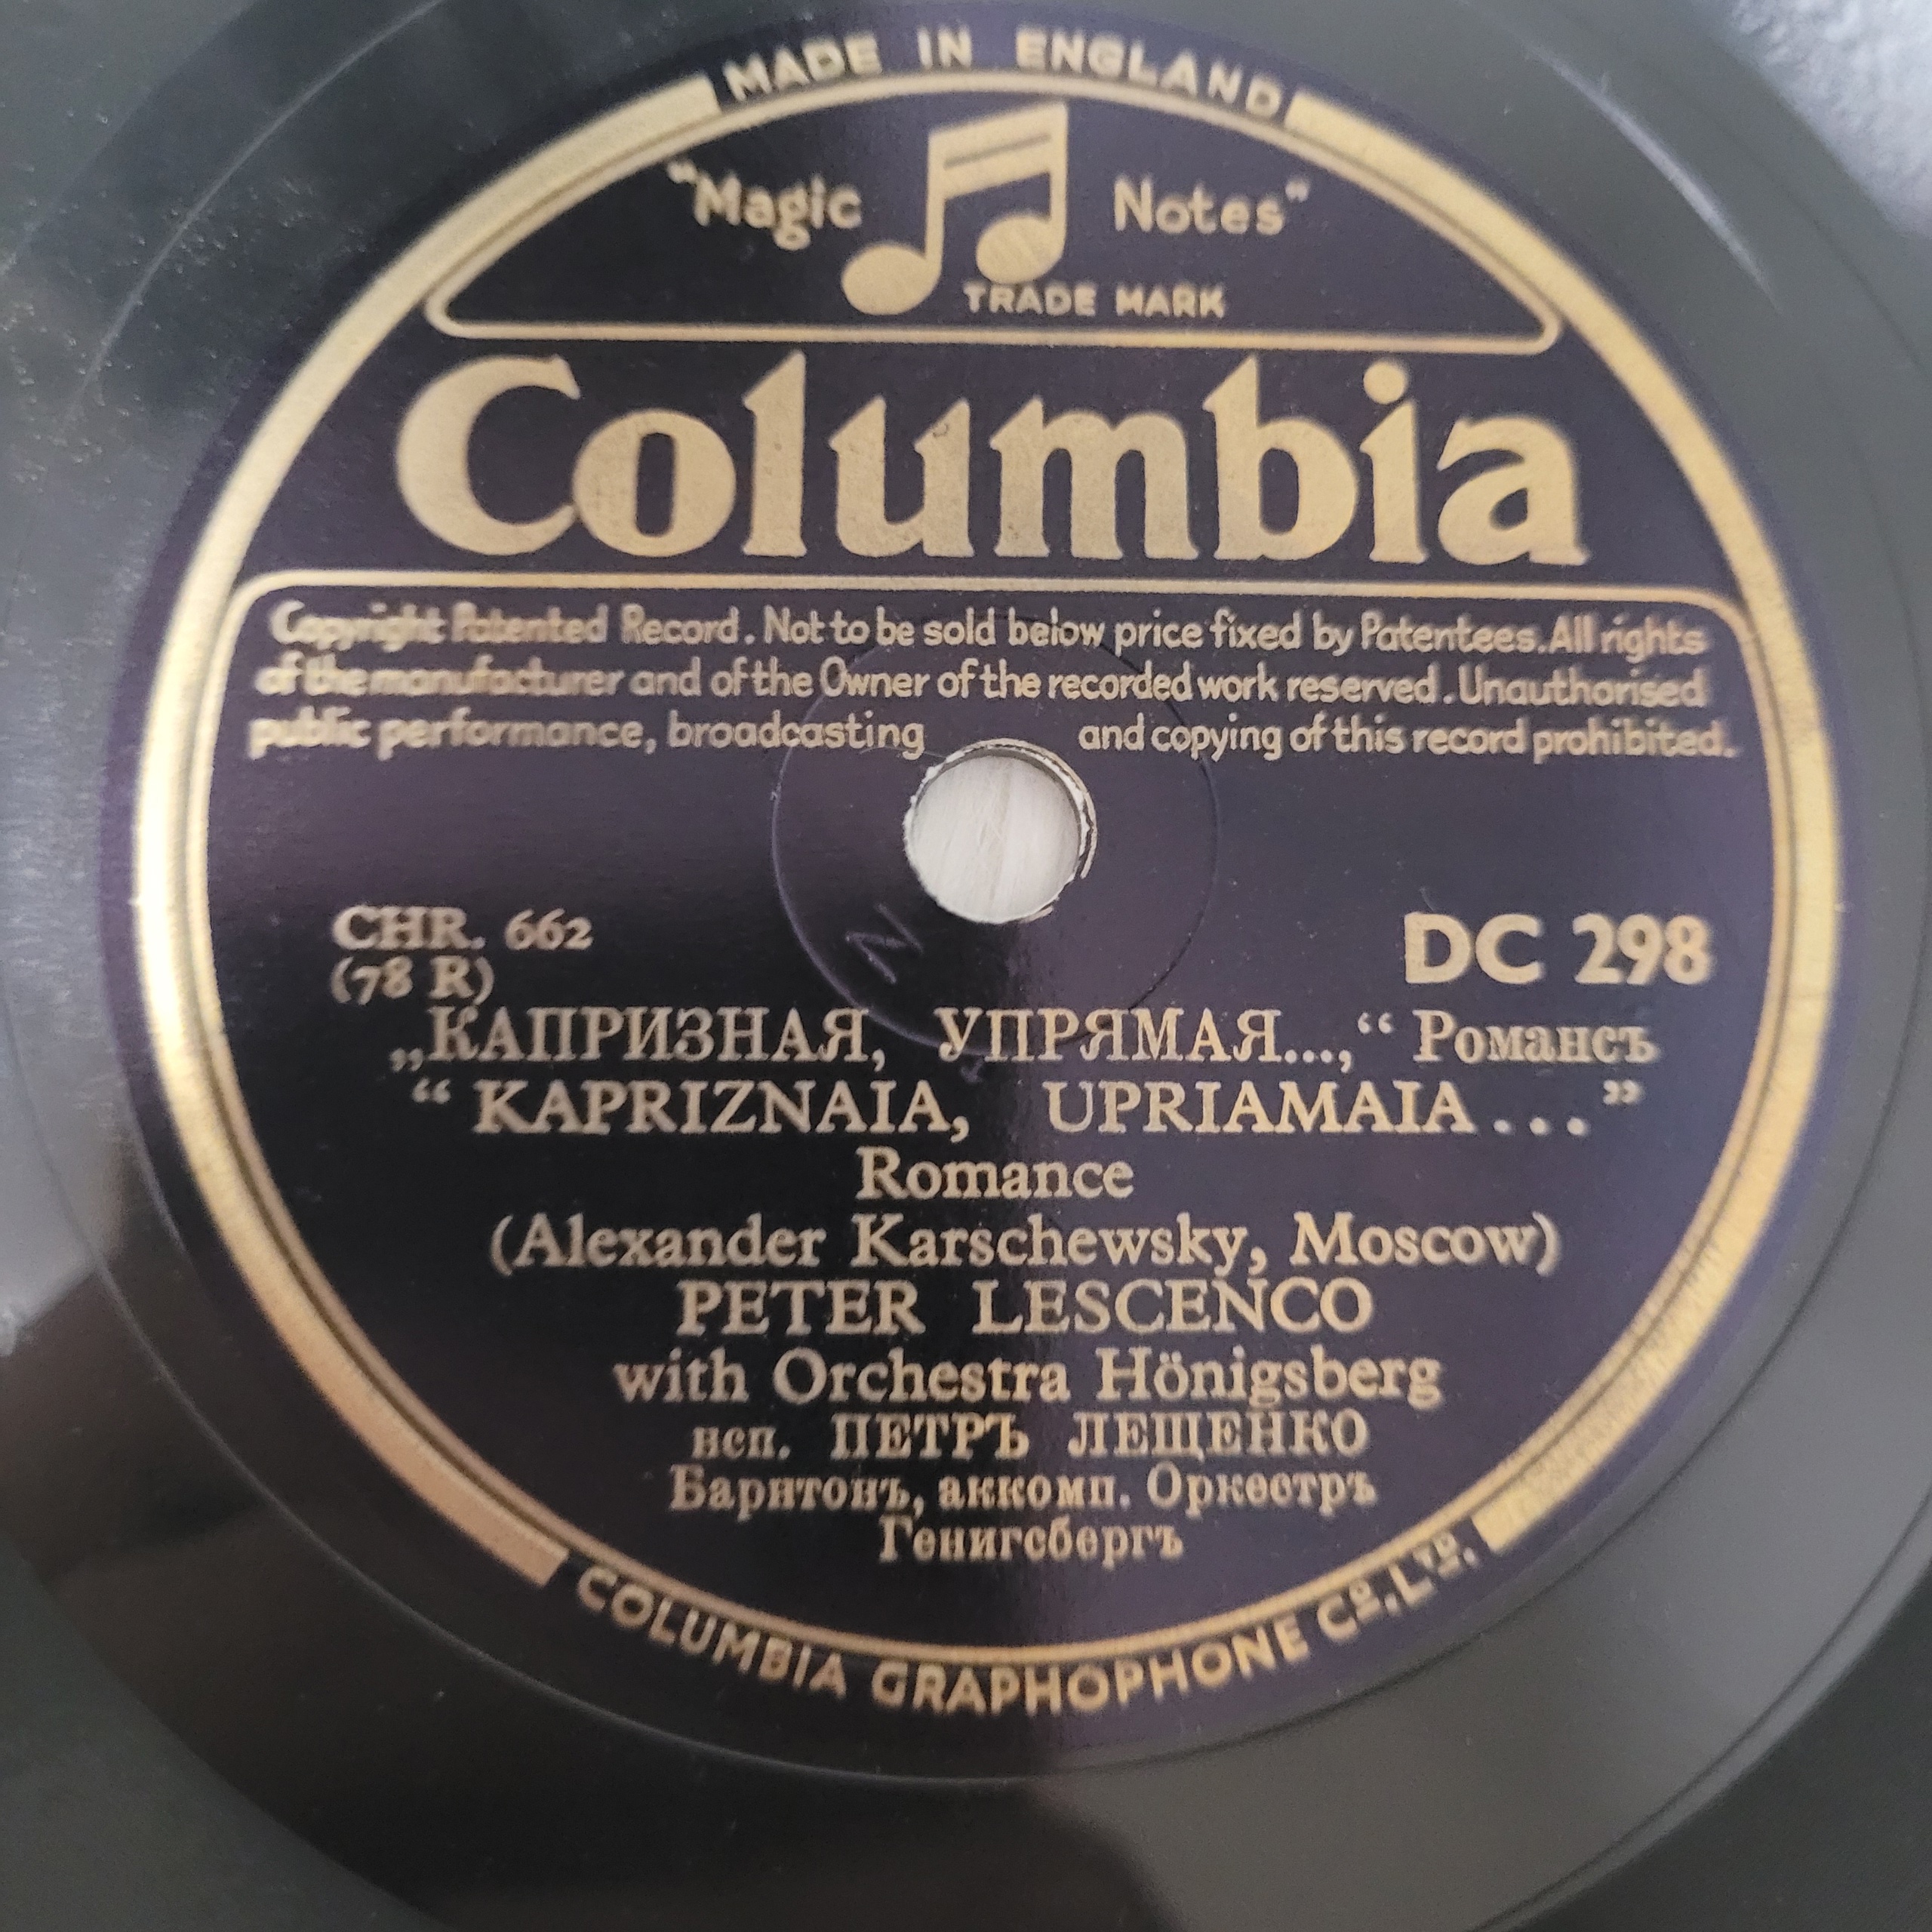 MADE IN ENGLAND
"Magic Notes"
TRADE MARK
Columbia
Copyright Patented Record. Not to be sold below price fixed by Patentees. All rights
of the manufacturer and of the Owner of the recorded work reserved. Unauthorised
public performance, broadcasting and copying of this record prohibited.
CHR. 662
DC 298
(78 R)
„КАПРИЗНАЯ, УПРЯМАЯ...,“ Романсъ
“KAPRIZNAIA, UPRIAMAIA...”
Romance
(Alexander Karschewsky, Moscow)
PETER LESCENCO
with Orchestra Hönigsberg
исп. ПЕТРЪ ЛЕЩЕНКО
Баритонъ, аккомп. Оркестръ
Генигсбергъ
COLUMBIA GRAPHOPHONE Cº. LTD.
N